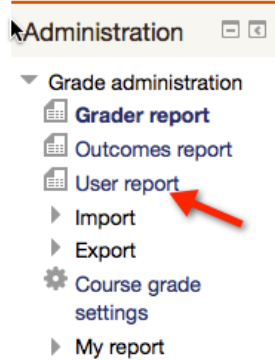 Administration
Grade administration
Grader report
Outcomes report
User report
Import
Export
Course grade
settings
My report